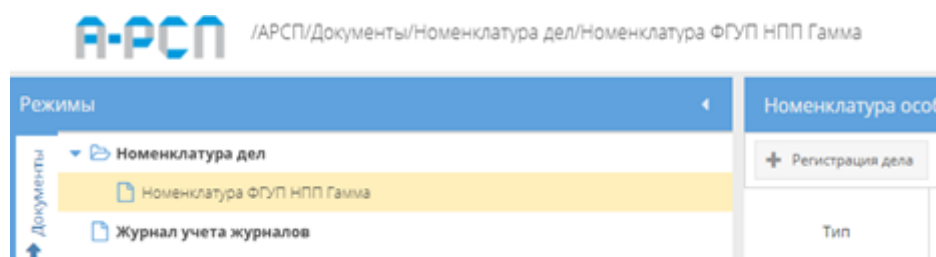 А-РСП /АРСП/Документы/Номенклатура дел/Номенклатура ФГУП НПП Гамма
Режимы
Номенклатура осо
Документы
Номенклатура дел
Регистрация дела
Номенклатура ФГУП НПП Гамма
Журнал учета журналов
Тип